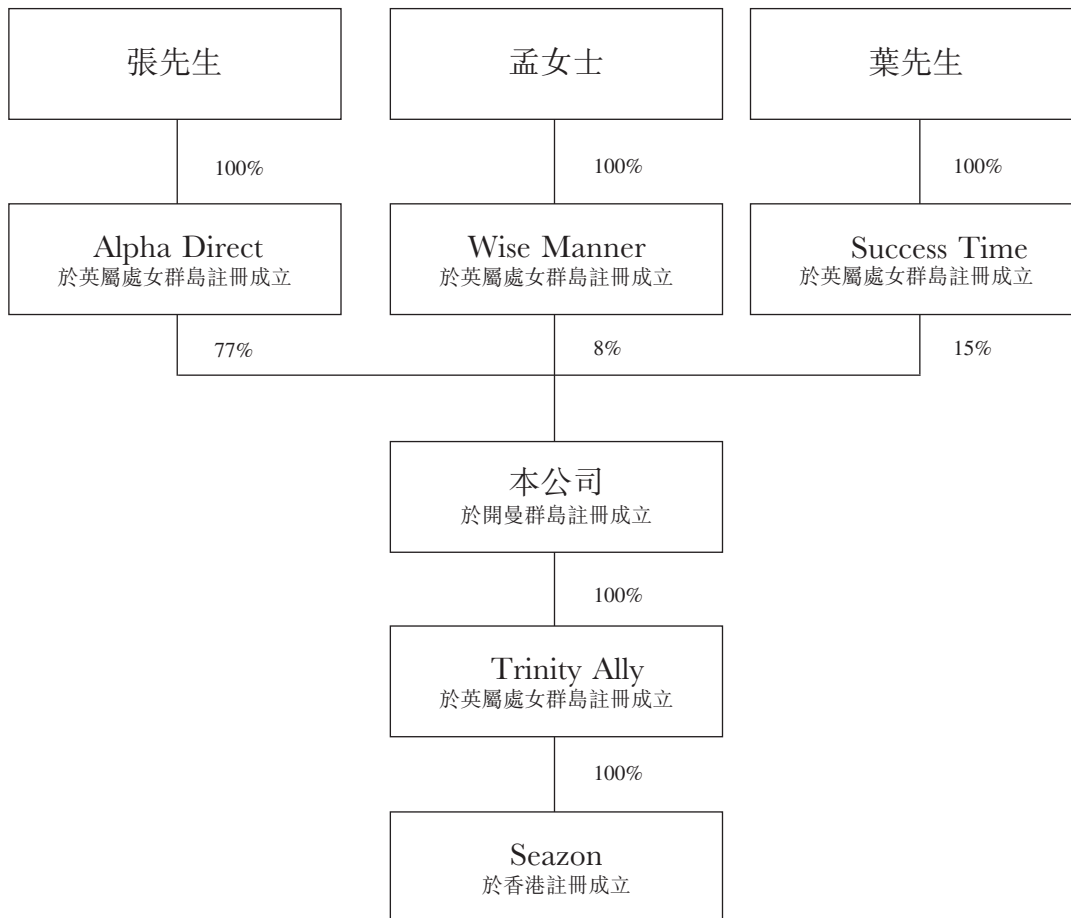 張先生
孟女士
葉先生
100%
100%
100%
Alpha Direct
於英屬處女群島註冊成立
Wise Manner
於英屬處女群島註冊成立
Success Time
於英屬處女群島註冊成立
77%
8%
15%
本公司
於開曼群島註冊成立
100%
Trinity Ally
於英屬處女群島註冊成立
100%
Seazon
於香港註冊成立